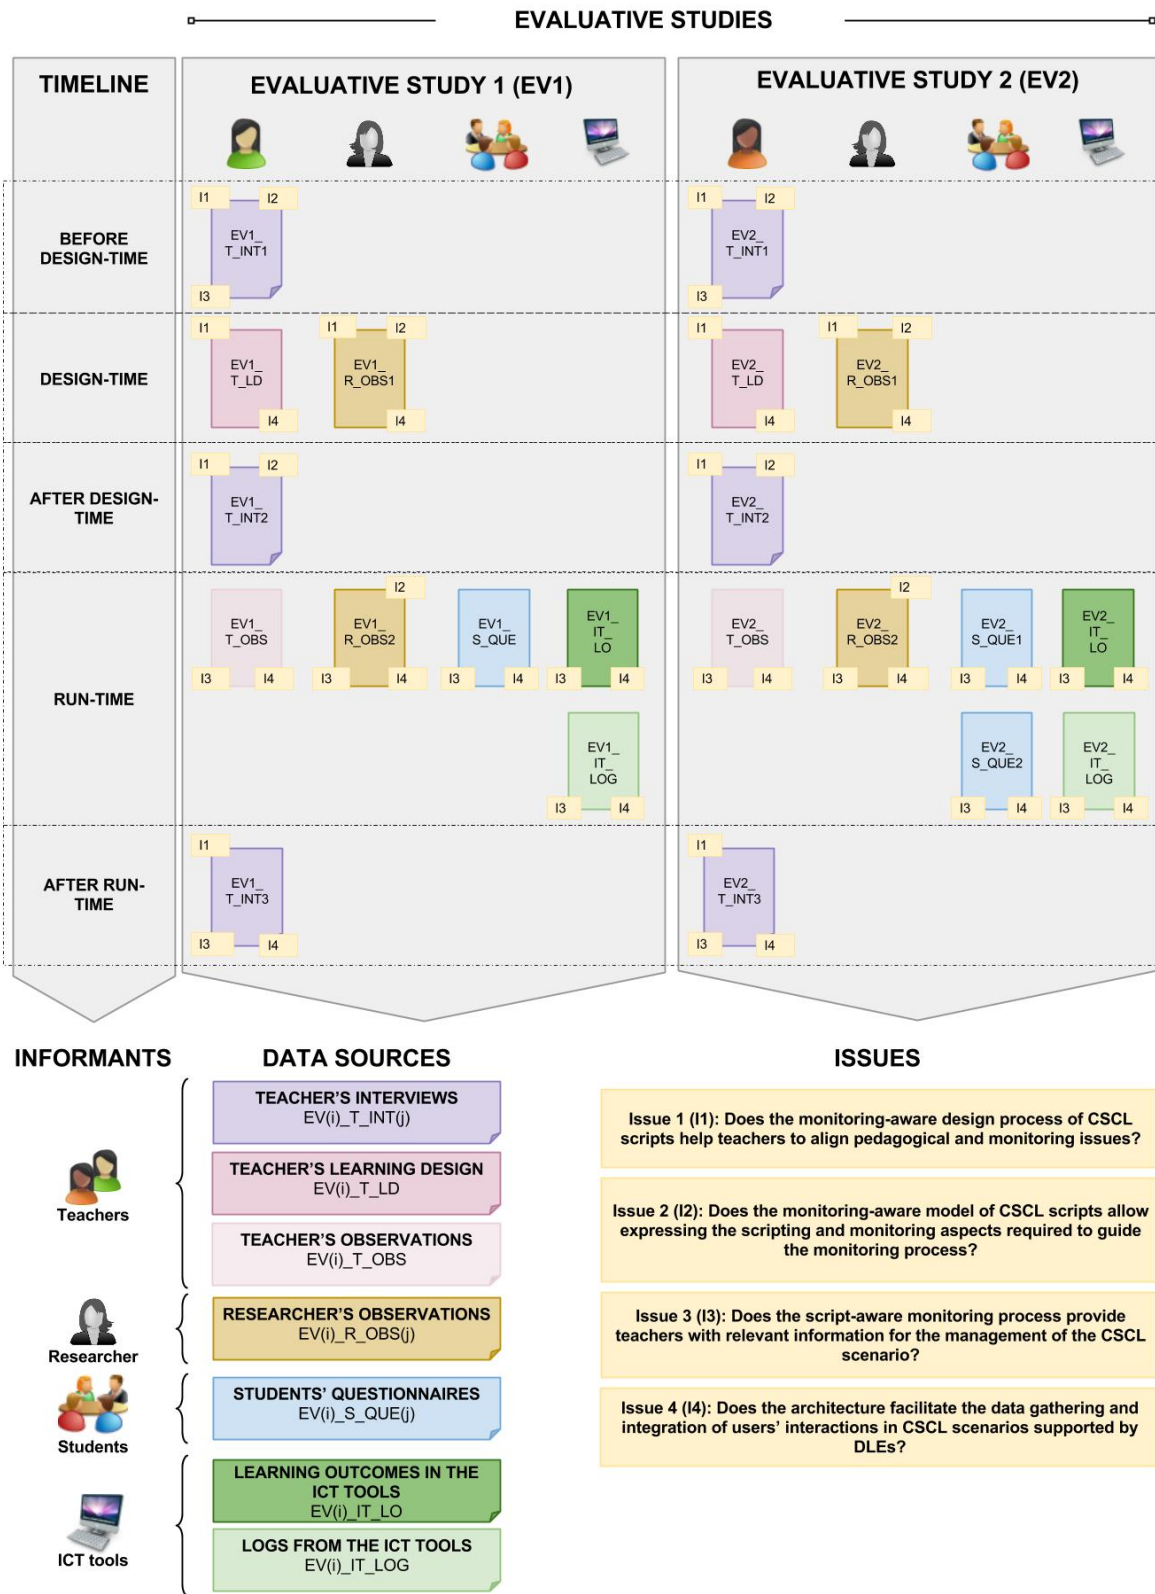 EVALUATIVE STUDIES
TIMELINE
EVALUATIVE STUDY 1 (EV1)
EVALUATIVE STUDY 2 (EV2)
BEFORE
DESIGN-TIME
I1
I2
EV1_
T_INT1
I3
I1
I2
EV2_
T_INT1
I3
DESIGN-TIME
I1
EV1_
T_LD
I4
I1
I2
EV1_
R_OBS1
I4
I1
EV2_
T_LD
I4
I1
I2
EV2_
R_OBS1
I4
AFTER DESIGN-
TIME
I1
I2
EV1_
T_INT2
I1
I2
EV2_
T_INT2
RUN-TIME
EV1_
T_OBS
I3
I4
I2
EV1_
R_OBS2
I3
I4
EV1_
S_QUE
I3
I4
EV1_
IT_
LO
I3
I4
EV1_
IT_
LOG
I3
I4
EV2_
T_OBS
I3
I4
I2
EV2_
R_OBS2
I3
I4
EV2_
S_QUE1
I3
I4
EV2_
IT_
LO
I3
I4
EV2_
S_QUE2
I3
I4
EV2_
IT_
LOG
I3
I4
AFTER RUN-
TIME
I1
EV1_
T_INT3
I3
I4
I1
EV2_
T_INT3
I3
I4
INFORMANTS
DATA SOURCES
ISSUES
Teachers
TEACHER'S INTERVIEWS
EV(i)_T_INT(j)
TEACHER'S LEARNING DESIGN
EV(i)_T_LD
TEACHER'S OBSERVATIONS
EV(i)_T_OBS
Researcher
RESEARCHER'S OBSERVATIONS
EV(i)_R_OBS(j)
Students
STUDENTS' QUESTIONNAIRES
EV(i)_S_QUE(j)
ICT tools
LEARNING OUTCOMES IN THE
ICT TOOLS
EV(i)_IT_LO
LOGS FROM THE ICT TOOLS
EV(i)_IT_LOG
Issue 1 (I1): Does the monitoring-aware design process of CSCL
scripts help teachers to align pedagogical and monitoring issues?
Issue 2 (I2): Does the monitoring-aware model of CSCL scripts allow
expressing the scripting and monitoring aspects required to guide
the monitoring process?
Issue 3 (I3): Does the script-aware monitoring process provide
teachers with relevant information for the management of the CSCL
scenario?
Issue 4 (I4): Does the architecture facilitate the data gathering and
integration of users' interactions in CSCL scenarios supported by
DLEs?